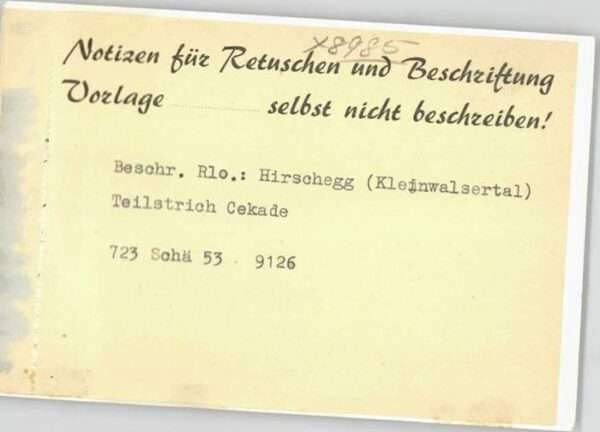 x8985
Notizen für Retuschen und Beschriftung
Vorlage ............ selbst nicht beschreiben!
Beschr. Rlo.: Hirschegg (Kleinwalsertal)
Teilstrich Cekade
723 Schä 53 9126